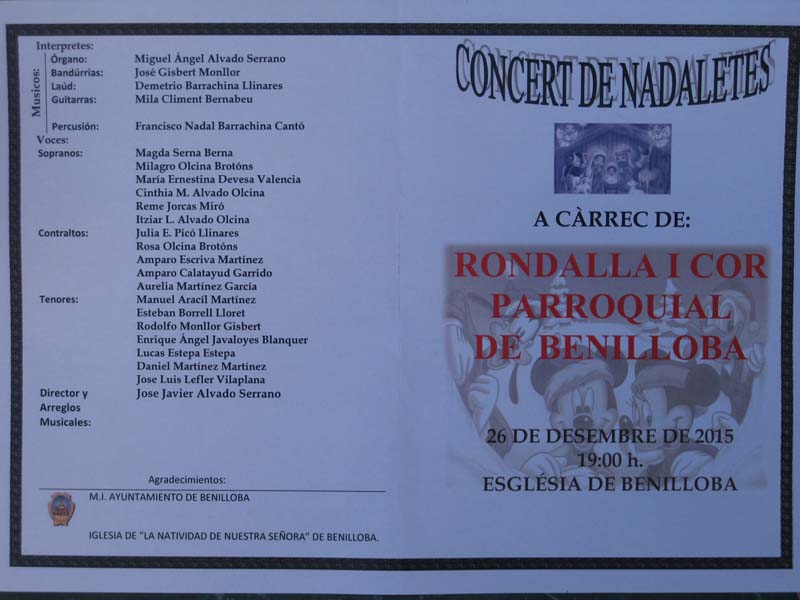 Interpretes:
Musicos:
Órgano: Miguel Ángel Alvado Serrano
Bandúrrias: José Gisbert Monllor
Laúd: Demetrio Barrachina Llinares
Guitarras: Mila Climent Bernabeu
Percusión: Francisco Nadal Barrachina Cantó
Voces:
Sopranos: Magda Serna Berna
Milagro Olcina Brotóns
María Ernestina Devesa Valencia
Cinthia M. Alvado Olcina
Reme Jorcas Miró
Itziar L. Alvado Olcina
Contraltos: Julia E. Picó Llinares
Rosa Olcina Brotóns
Amparo Escriva Martínez
Amparo Calatayud Garrido
Aurelia Martínez García
Tenores: Manuel Aracíl Martínez
Esteban Borrell Lloret
Rodolfo Monllor Gisbert
Enrique Ángel Javaloyes Blanquer
Lucas Estepa Estepa
Daniel Martínez Martínez
Jose Luis Lefler Vilaplana
Director y Jose Javier Alvado Serrano
Arreglos
Musicales:
Agradecimientos:
M.I. AYUNTAMIENTO DE BENILLOBA
IGLESIA DE “LA NATIVIDAD DE NUESTRA SEÑORA” DE BENILLOBA.
CONCERT DE NADALETES
A CÀRREC DE:
RONDALLA I COR
PARROQUIAL
DE BENILLOBA
26 DE DESEMBRE DE 2015
19:00 h.
ESGLÉSIA DE BENILLOBA